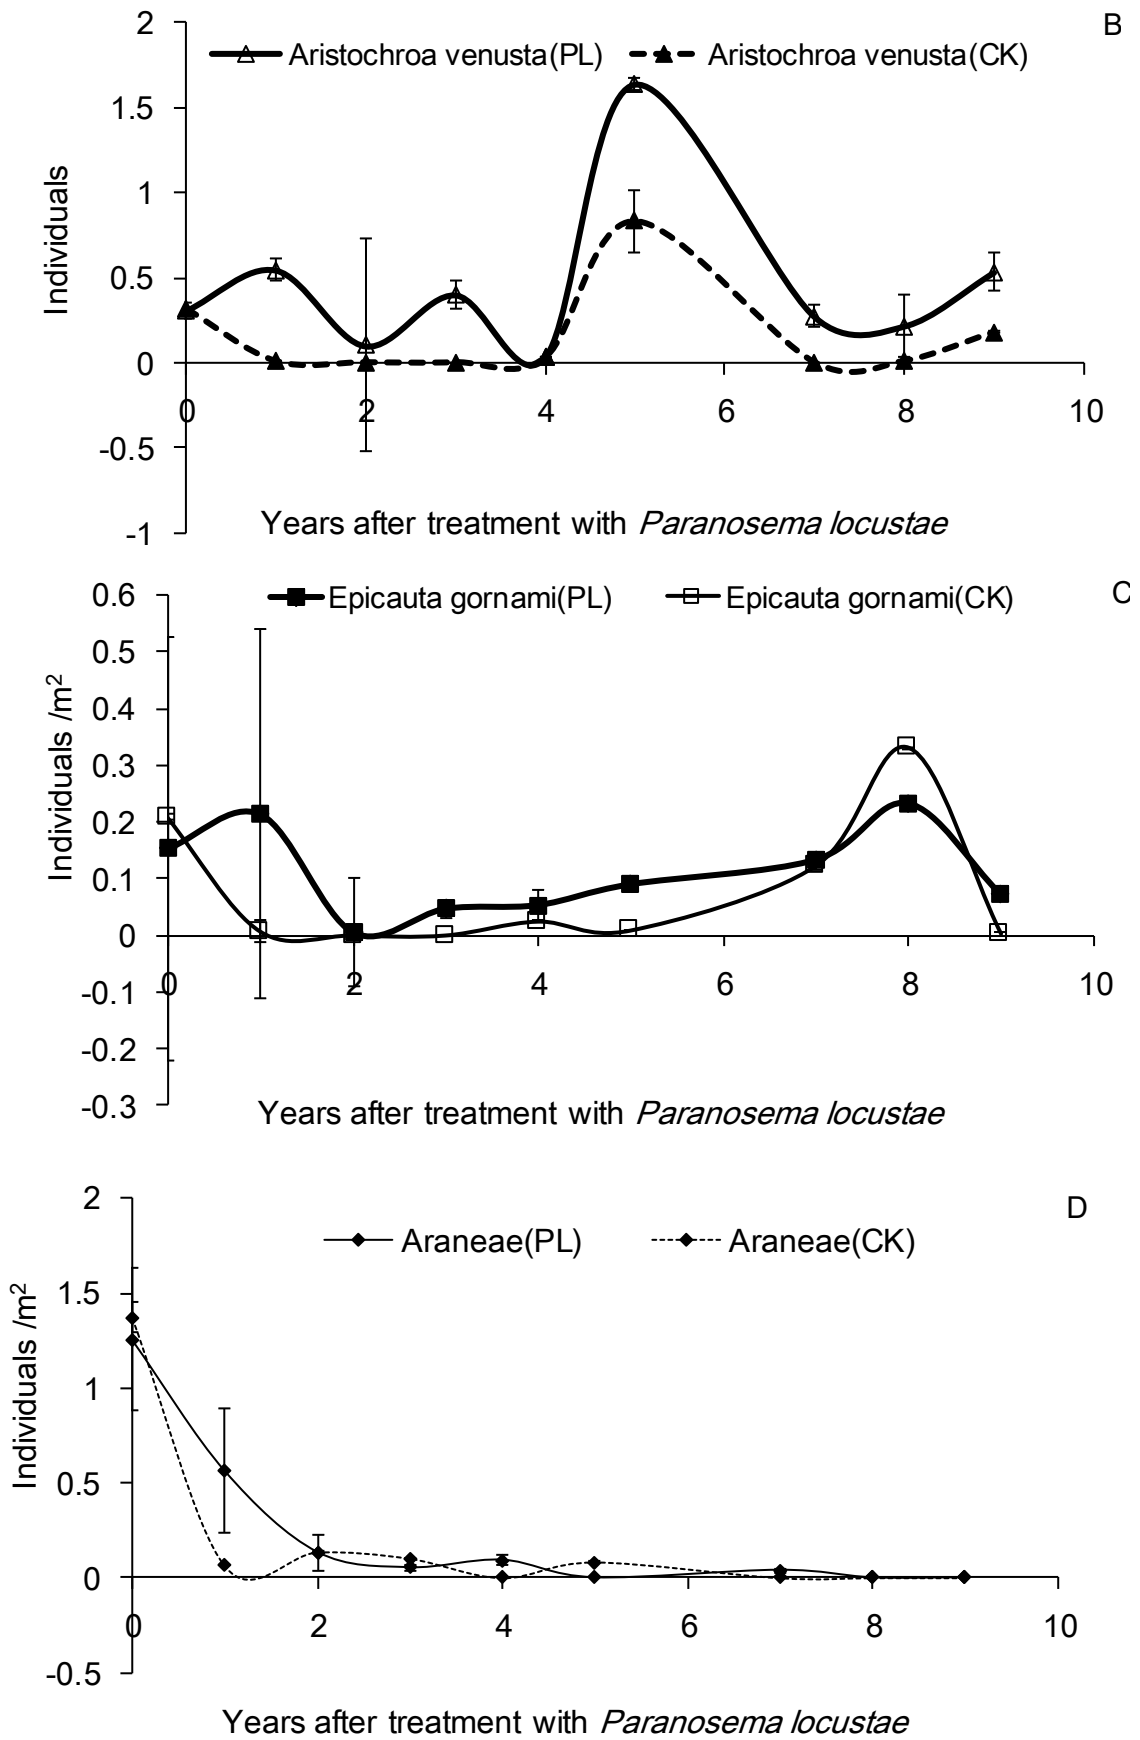 B
2
Aristochroa venusta(PL) Aristochroa venusta(CK)
1.5
1
0.5
0
-0.5
-1
Individuals
0 2 4 6 8 10
Years after treatment with Paranosema locustae
C
0.6
Epicauta gornami(PL) Epicauta gornami(CK)
0.5
0.4
0.3
0.2
0.1
0
-0.1
-0.2
-0.3
Individuals /m²
0 2 4 6 8 10
Years after treatment with Paranosema locustae
D
2
Araneae(PL) Araneae(CK)
1.5
1
0.5
0
-0.5
Individuals /m²
0 2 4 6 8 10
Years after treatment with Paranosema locustae